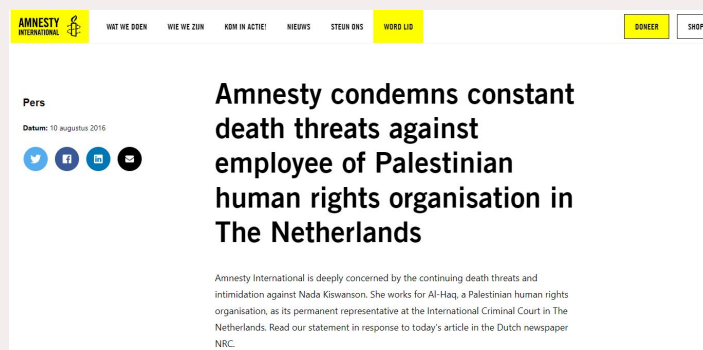 AMNESTY
INTERNATIONAL
WAT WE DOEN WIE WE ZIJN KOM IN ACTIE! NIEUWS STEUN ONS WORD LID DONEER SHOP
Pers
Datum: 10 augustus 2016
Amnesty condemns constant
death threats against
employee of Palestinian
human rights organisation in
The Netherlands
Amnesty International is deeply concerned by the continuing death threats and
intimidation against Nada Kiswanson. She works for Al-Haq, a Palestinian human rights
organisation, as its permanent representative at the International Criminal Court in The
Netherlands. Read our statement in response to today's article in the Dutch newspaper
NRC.